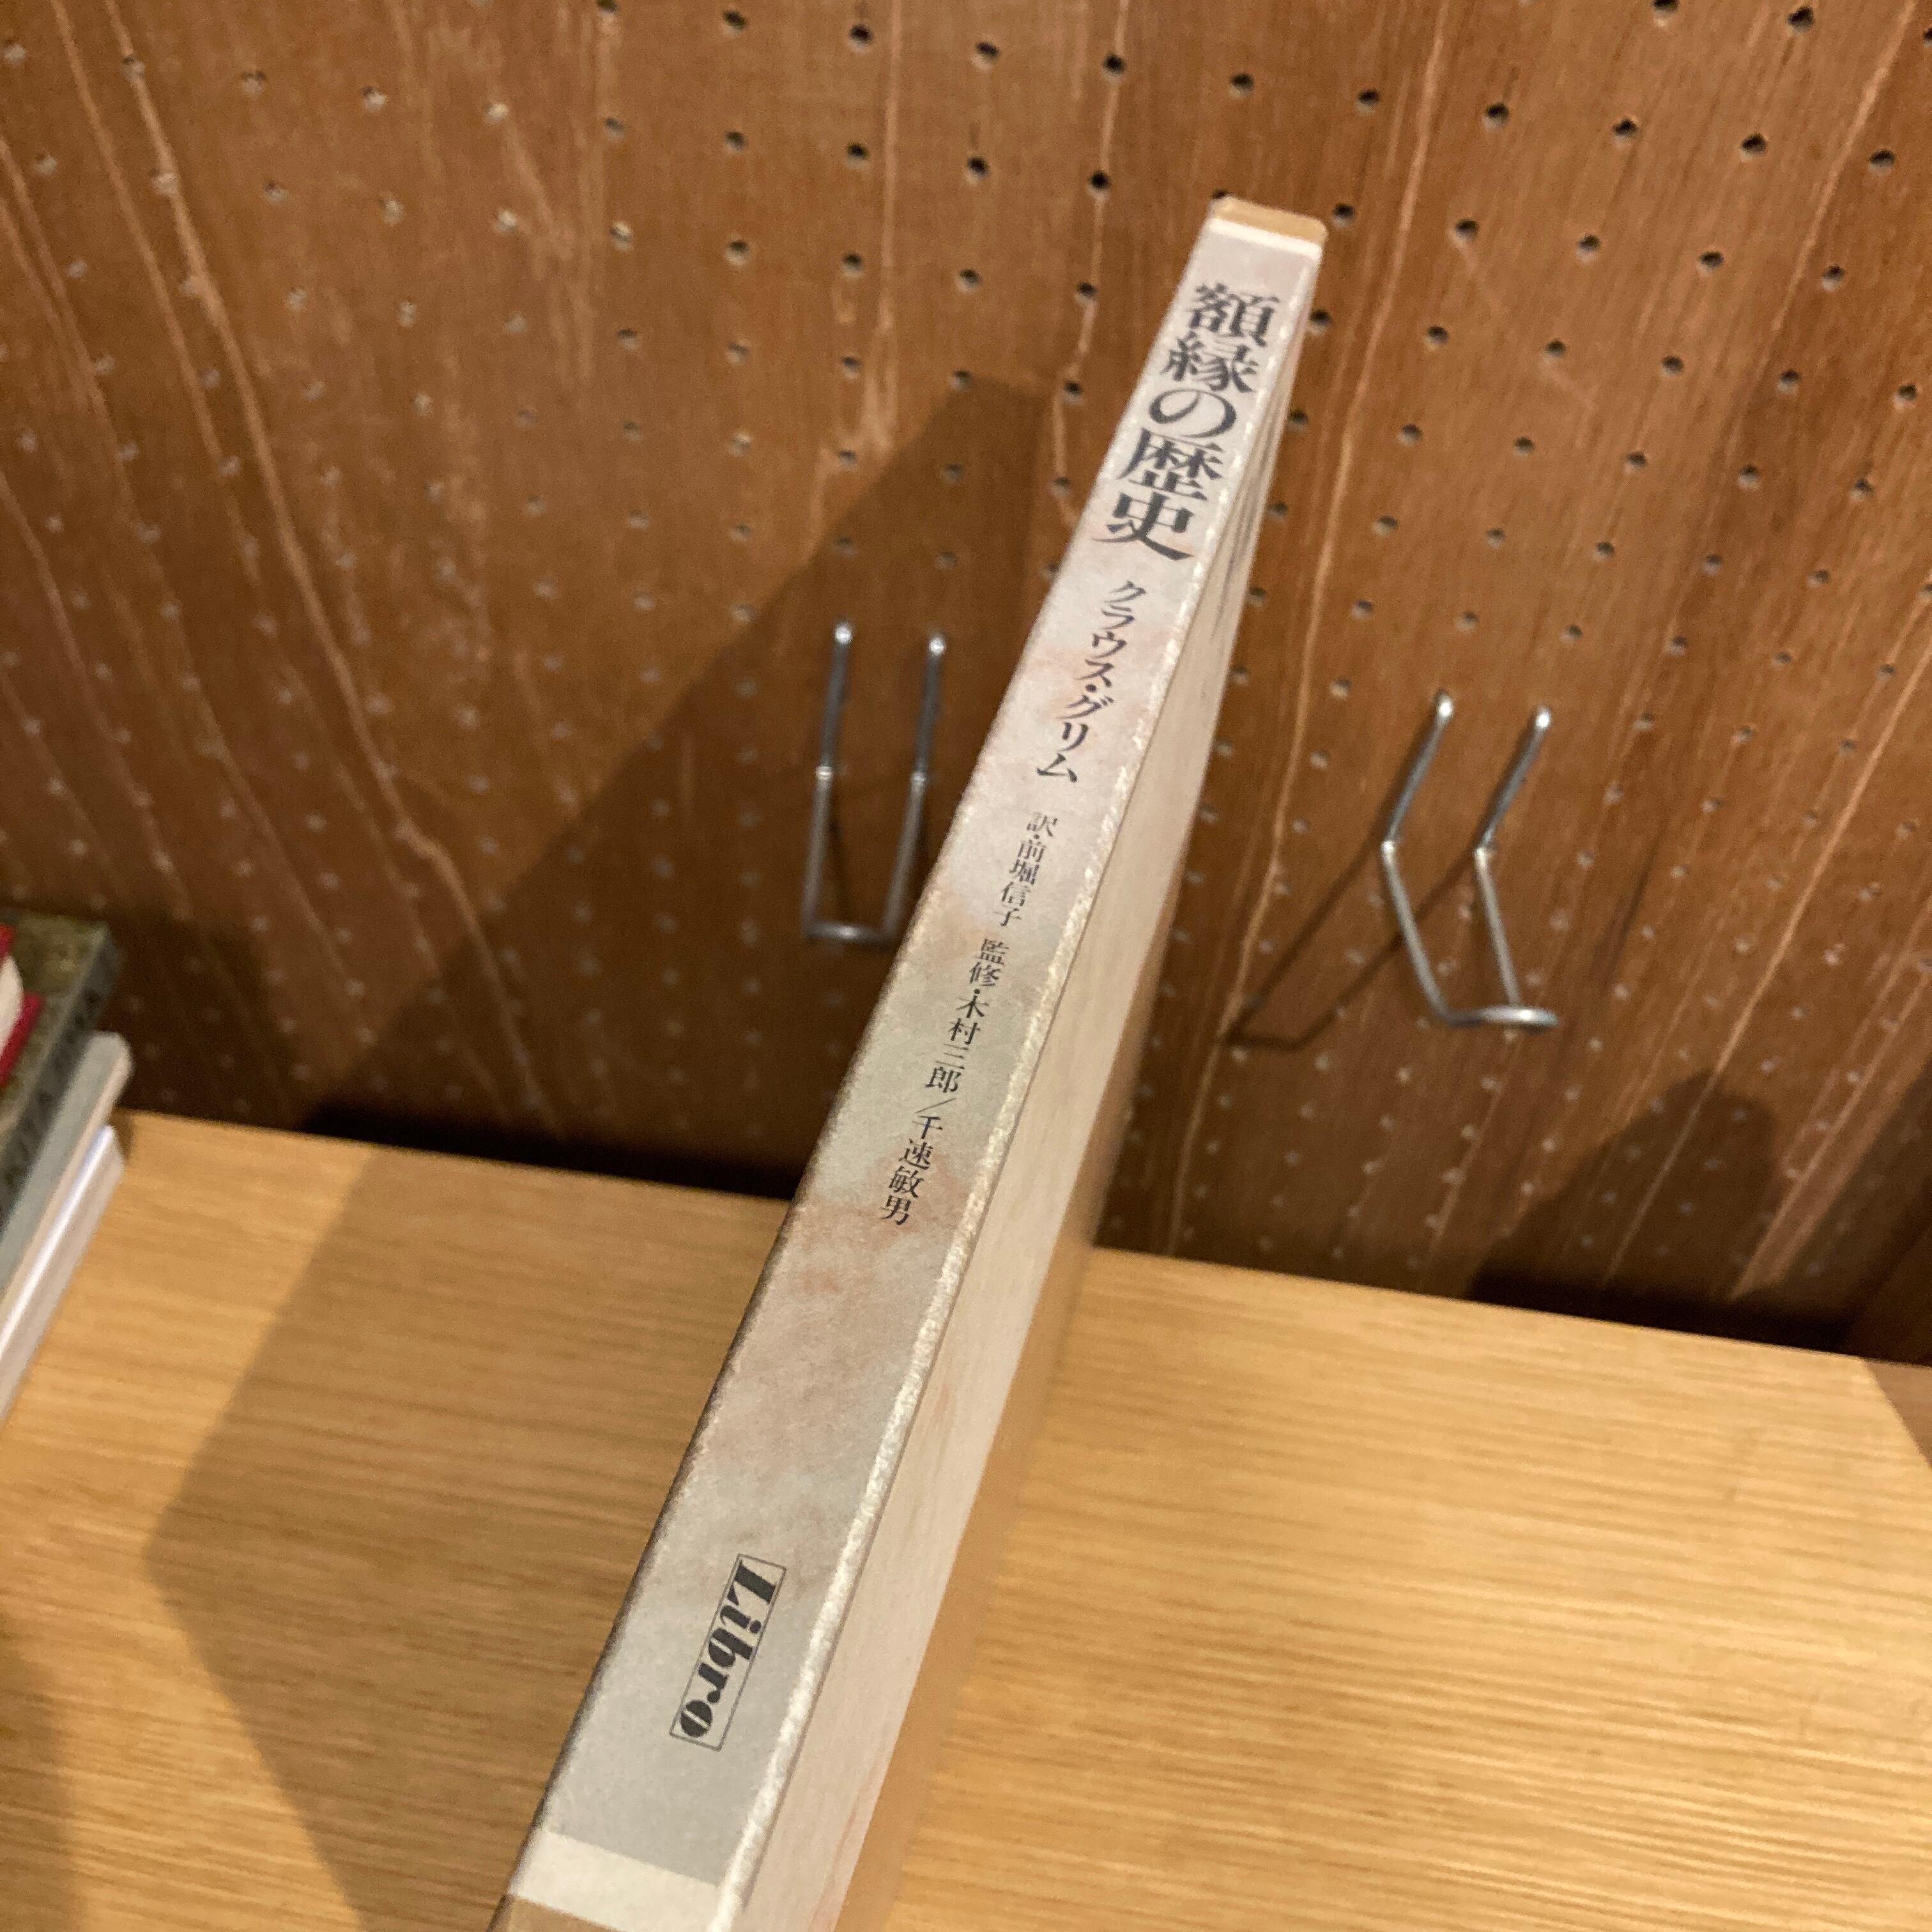 額縁の歴史
クラウス・グリム
訳・前堀信子 監修・木村三郎/千速敏男
Libro